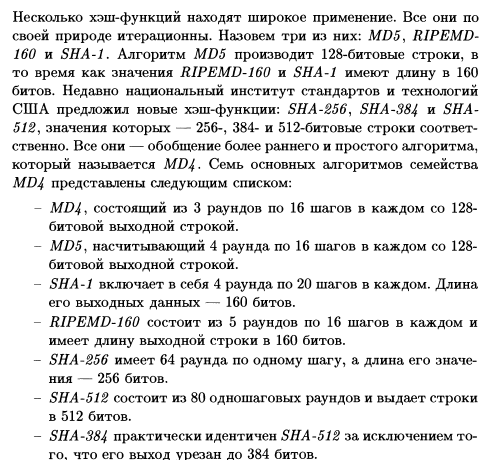 Несколько хэш-функций находят широкое применение. Все они по
своей природе итерационны. Назовем три из них: MD5, RIPEMD-
160 и SHA-1. Алгоритм MD5 производит 128-битовые строки, в
то время как значения RIPEMD-160 и SHA-1 имеют длину в 160
битов. Недавно национальный институт стандартов и технологий
США предложил новые хэш-функции: SHA-256, SHA-384 и SHA-
512, значения которых — 256-, 384- и 512-битовые строки соответ-
ственно. Все они — обобщение более раннего и простого алгоритма,
который называется MD4. Семь основных алгоритмов семейства
MD4 представлены следующим списком:
– MD4, состоящий из 3 раундов по 16 шагов в каждом со 128-
битовой выходной строкой.
– MD5, насчитывающий 4 раунда по 16 шагов в каждом со 128-
битовой выходной строкой.
– SHA-1 включает в себя 4 раунда по 20 шагов в каждом. Длина
его выходных данных — 160 битов.
– RIPEMD-160 состоит из 5 раундов по 16 шагов в каждом и
имеет длину выходной строки в 160 битов.
– SHA-256 имеет 64 раунда по одному шагу, а длина его значе-
ния — 256 битов.
– SHA-512 состоит из 80 одношаговых раундов и выдает строки
в 512 битов.
– SHA-384 практически идентичен SHA-512 за исключением то-
го, что его выход урезан до 384 битов.